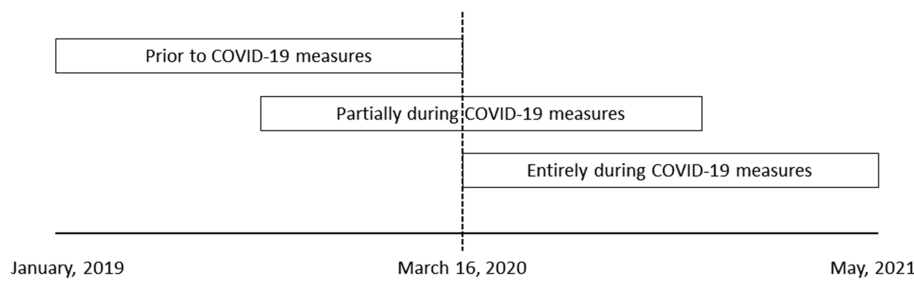 Prior to COVID-19 measures
Partially during COVID-19 measures
Entirely during COVID-19 measures
January, 2019
March 16, 2020
May, 2021